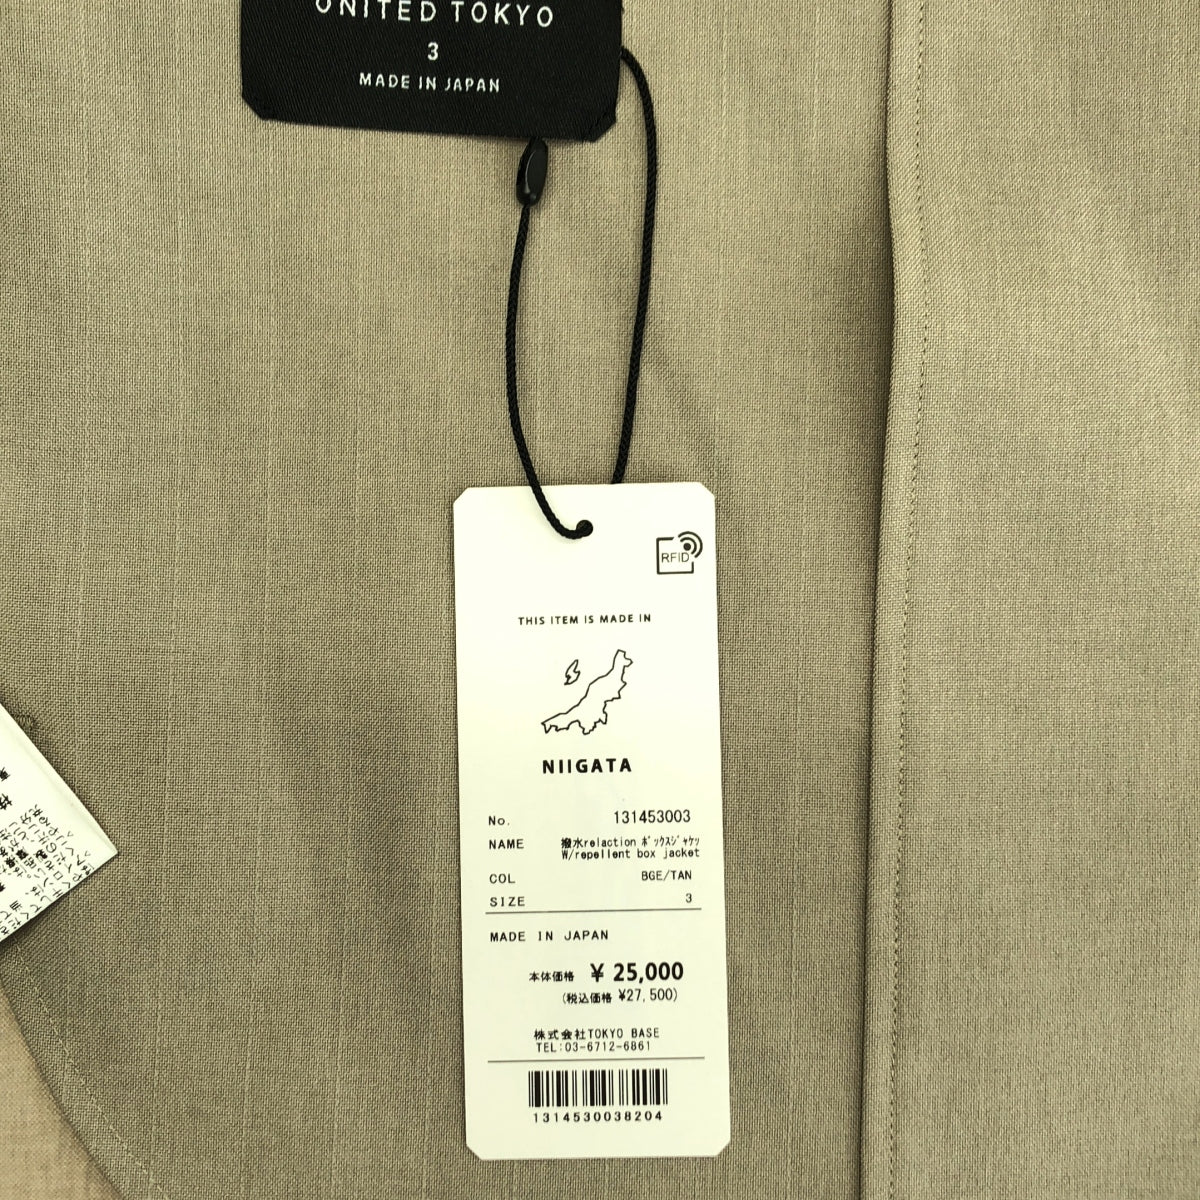 UNITED TOKYO
3
MADE IN JAPAN
RFID
THIS ITEM IS MADE IN
NIIGATA
No. 131453003
NAME 撥水relaction ﾎﾞｯｸｽｼﾞｬｹｯ
W/repellent box jacket
COL BGE/TAN
SIZE 3
MADE IN JAPAN
本体価格 ¥ 25,000
(税込価格 ¥27,500)
株式会社TOKYO BASE
TEL:03-6712-6861
1314530038204